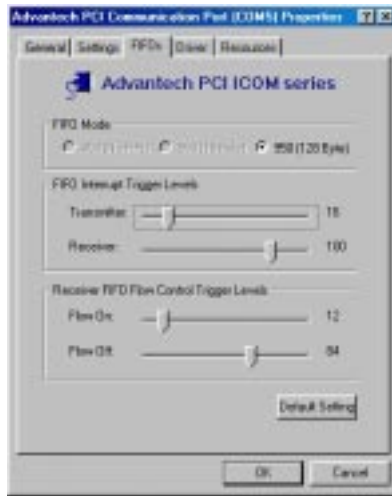 Advantech PCI Communication Port (COM5) Properties
General Settings FIFOs Driver Resources
Advantech PCI ICOM series
FIFO Mode
950 (128 Byte)
FIFO Interrupt Trigger Levels
Transmitter: 16
Receiver: 100
Receiver FIFO Flow Control Trigger Levels
Flow On: 12
Flow Off: 84
Default Setting
OK Cancel